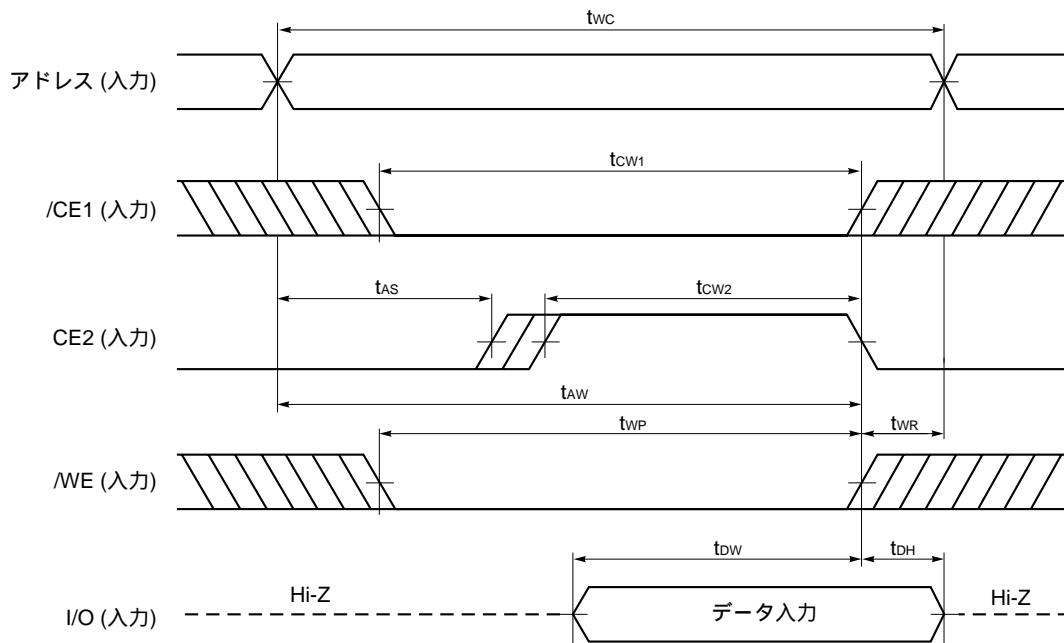 tWC
アドレス (入力)
tCW1
/CE1 (入力)
tAS
tCW2
CE2 (入力)
tAW
tWP
tWR
/WE (入力)
tDW
tDH
Hi-Z
データ入力
Hi-Z
I/O (入力)